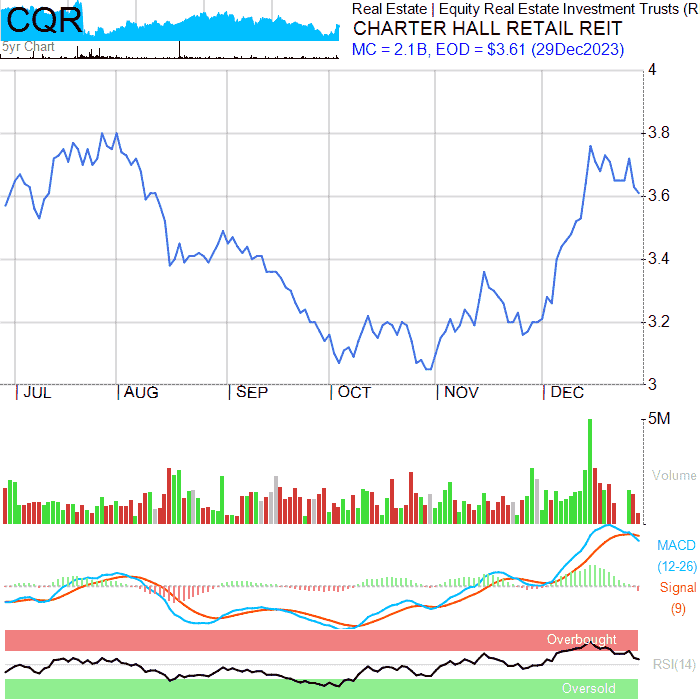 CQR
5yr Chart
Real Estate | Equity Real Estate Investment Trusts (R
CHARTER HALL RETAIL REIT
MC = 2.1B, EOD = $3.61 (29Dec2023)
4
3.8
3.6
3.4
3.2
3
JUL AUG SEP OCT NOV DEC
5M
Volume
MACD
(12-26)
Signal
(9)
Overbought
RSI(14)
Oversold